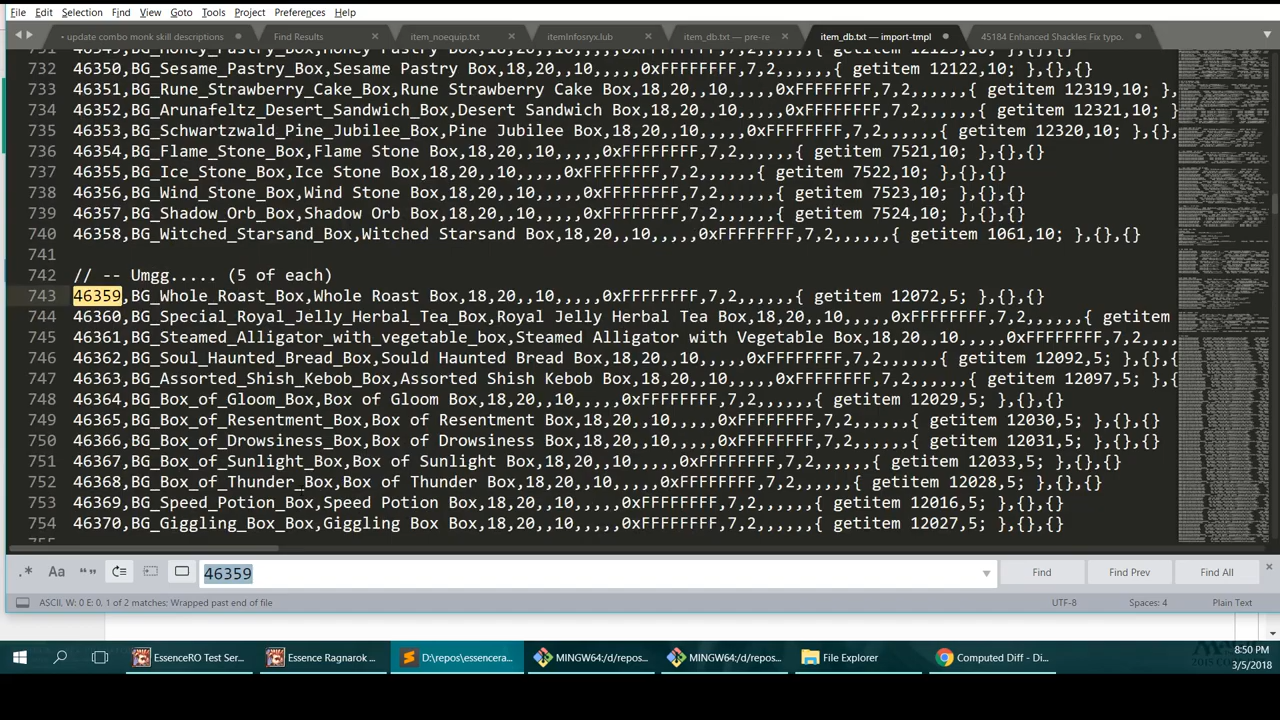 File Edit Selection Find View Goto Tools Project Preferences Help
update combo monk skill descriptions Find Results item_noequip.txt itemInfosryx.lub item_db.txt — pre-re item_db.txt — import-tmpl 45184 Enhanced Shackles Fix typo.
731 46349,BG_Honey_Pastry_Box,Honey Pastry Box,18,20,,10,,,,,0xFFFFFFFF,7,2,,,,,,{ getitem 12123,10; },{},{}
732 46350,BG_Sesame_Pastry_Box,Sesame Pastry Box,18,20,,10,,,,,0xFFFFFFFF,7,2,,,,,,{ getitem 12122,10; },{},{}
733 46351,BG_Rune_Strawberry_Cake_Box,Rune Strawberry Cake Box,18,20,,10,,,,,0xFFFFFFFF,7,2,,,,,,{ getitem 12319,10; },
734 46352,BG_Arunafeltz_Desert_Sandwich_Box,Desert Sandwich Box,18,20,,10,,,,,0xFFFFFFFF,7,2,,,,,,{ getitem 12321,10; }
735 46353,BG_Schwartzwald_Pine_Jubilee_Box,Pine Jubilee Box,18,20,,10,,,,,0xFFFFFFFF,7,2,,,,,,{ getitem 12320,10; },{},
736 46354,BG_Flame_Stone_Box,Flame Stone Box,18,20,,10,,,,,0xFFFFFFFF,7,2,,,,,,{ getitem 7521,10; },{},{}
737 46355,BG_Ice_Stone_Box,Ice Stone Box,18,20,,10,,,,,0xFFFFFFFF,7,2,,,,,,{ getitem 7522,10; },{},{}
738 46356,BG_Wind_Stone_Box,Wind Stone Box,18,20,,10,,,,,0xFFFFFFFF,7,2,,,,,,{ getitem 7523,10; },{},{}
739 46357,BG_Shadow_Orb_Box,Shadow Orb Box,18,20,,10,,,,,0xFFFFFFFF,7,2,,,,,,{ getitem 7524,10; },{},{}
740 46358,BG_Witched_Starsand_Box,Witched Starsand Box,18,20,,10,,,,,0xFFFFFFFF,7,2,,,,,,{ getitem 1061,10; },{},{}
741
742 // -- Umgg..... (5 of each)
743 46359,BG_Whole_Roast_Box,Whole Roast Box,18,20,,10,,,,,0xFFFFFFFF,7,2,,,,,,{ getitem 12072,5; },{},{}
744 46360,BG_Special_Royal_Jelly_Herbal_Tea_Box,Royal Jelly Herbal Tea Box,18,20,,10,,,,,0xFFFFFFFF,7,2,,,,,,{ getitem
745 46361,BG_Steamed_Alligator_with_vegetable_box,Steamed Alligator with Vegetable Box,18,20,,10,,,,,0xFFFFFFFF,7,2,,,,,
746 46362,BG_Soul_Haunted_Bread_Box,Sould Haunted Bread Box,18,20,,10,,,,,0xFFFFFFFF,7,2,,,,,,{ getitem 12092,5; },{},{
747 46363,BG_Assorted_Shish_Kebob_Box,Assorted Shish Kebob Box,18,20,,10,,,,,0xFFFFFFFF,7,2,,,,,,{ getitem 12097,5; },{
748 46364,BG_Box_of_Gloom_Box,Box of Gloom Box,18,20,,10,,,,,0xFFFFFFFF,7,2,,,,,,{ getitem 12029,5; },{},{}
749 46365,BG_Box_of_Resentment_Box,Box of Resentment Box,18,20,,10,,,,,0xFFFFFFFF,7,2,,,,,,{ getitem 12030,5; },{},{}
750 46366,BG_Box_of_Drowsiness_Box,Box of Drowsiness Box,18,20,,10,,,,,0xFFFFFFFF,7,2,,,,,,{ getitem 12031,5; },{},{}
751 46367,BG_Box_of_Sunlight_Box,Box of Sunlight Box,18,20,,10,,,,,0xFFFFFFFF,7,2,,,,,,{ getitem 12033,5; },{},{}
752 46368,BG_Box_of_Thunder_Box,Box of Thunder Box,18,20,,10,,,,,0xFFFFFFFF,7,2,,,,,,{ getitem 12028,5; },{},{}
753 46369,BG_Speed_Potion_Box,Speed Potion Box,18,20,,10,,,,,0xFFFFFFFF,7,2,,,,,,{ getitem 12016,5; },{},{}
754 46370,BG_Giggling_Box_Box,Giggling Box Box,18,20,,10,,,,,0xFFFFFFFF,7,2,,,,,,{ getitem 12027,5; },{},{}
755
.* Aa “” 46359 Find Find Prev Find All
ASCII, W: 0 E: 0, 1 of 2 matches: Wrapped past end of file UTF-8 Spaces: 4 Plain Text
EssenceRO Test Ser... Essence Ragnarok ... D:\repos\essencera... MINGW64:/d/repos... MINGW64:/d/repos... File Explorer Computed Diff - Di... 8:50 PM
3/5/2018